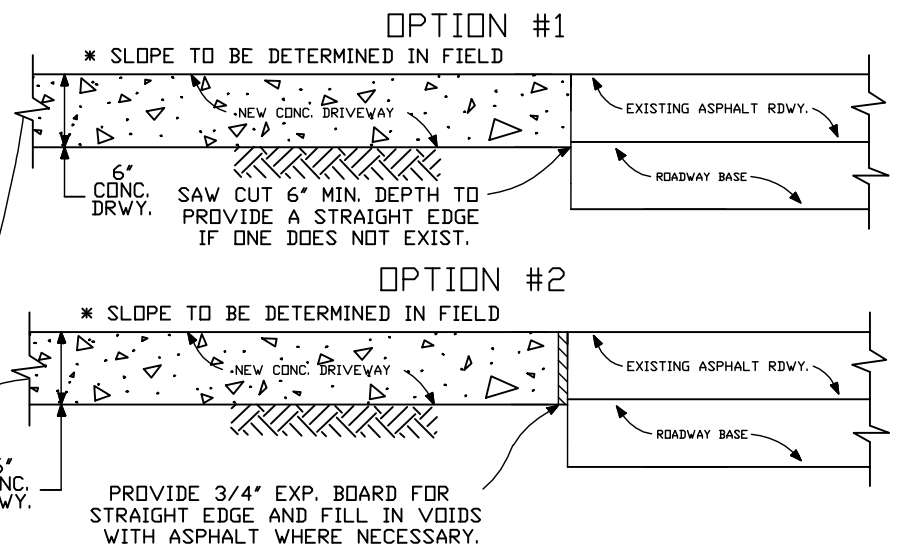 OPTION #1
* SLOPE TO BE DETERMINED IN FIELD
NEW CONC. DRIVEWAY
EXISTING ASPHALT RDWY.
ROADWAY BASE
6"
CONC.
DRWY.
SAW CUT 6" MIN. DEPTH TO
PROVIDE A STRAIGHT EDGE
IF ONE DOES NOT EXIST.
OPTION #2
* SLOPE TO BE DETERMINED IN FIELD
NEW CONC. DRIVEWAY
EXISTING ASPHALT RDWY.
ROADWAY BASE
6"
NC.
WY.
PROVIDE 3/4" EXP. BOARD FOR
STRAIGHT EDGE AND FILL IN VOIDS
WITH ASPHALT WHERE NECESSARY.